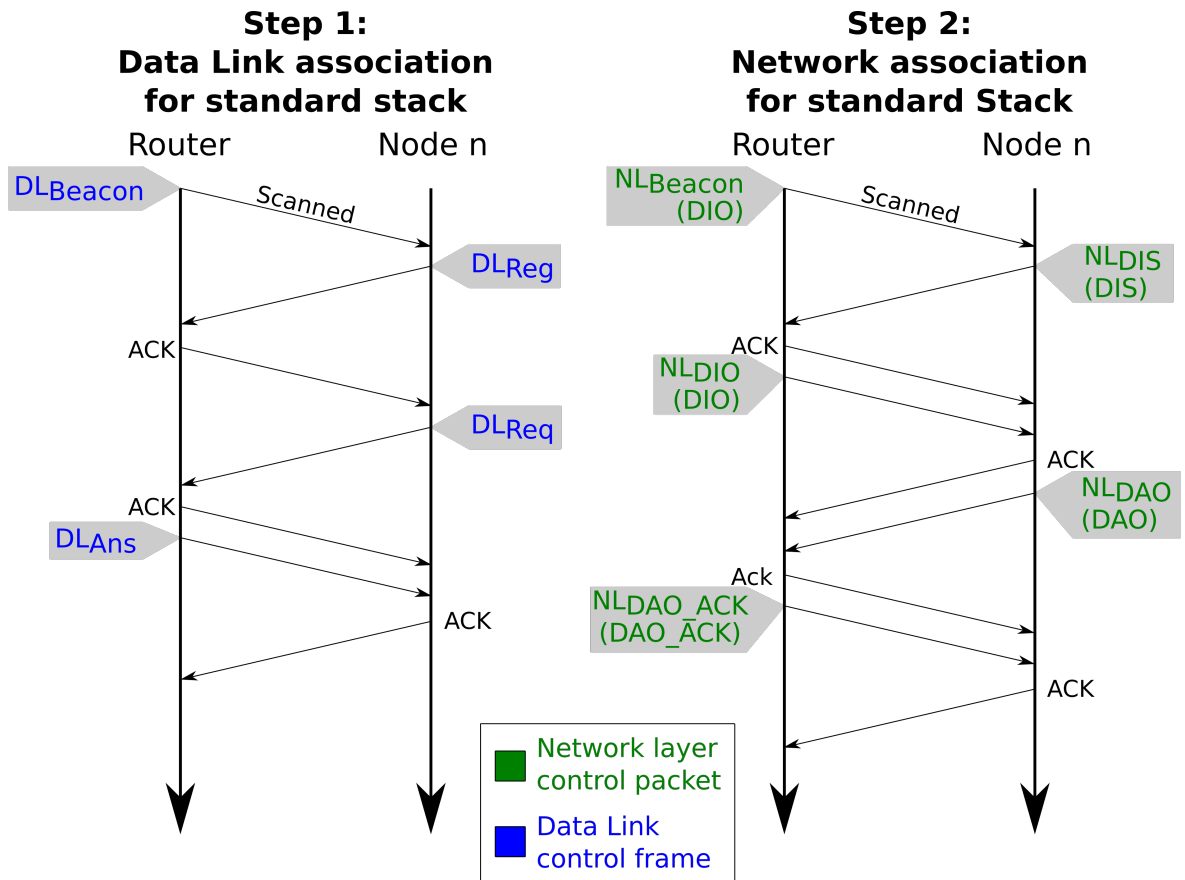 Step 1:
Data Link association
for standard stack
Router
Node n
DLBeacon
Scanned
DLReg
ACK
DLReq
ACK
DLAns
ACK
Step 2:
Network association
for standard Stack
Router
Node n
NLBeacon
(DIO)
Scanned
NLDIS
(DIS)
ACK
NLDIO
(DIO)
ACK
NLDAO
(DAO)
Ack
NLDAO_ACK
(DAO_ACK)
ACK
Network layer
control packet
Data Link
control frame